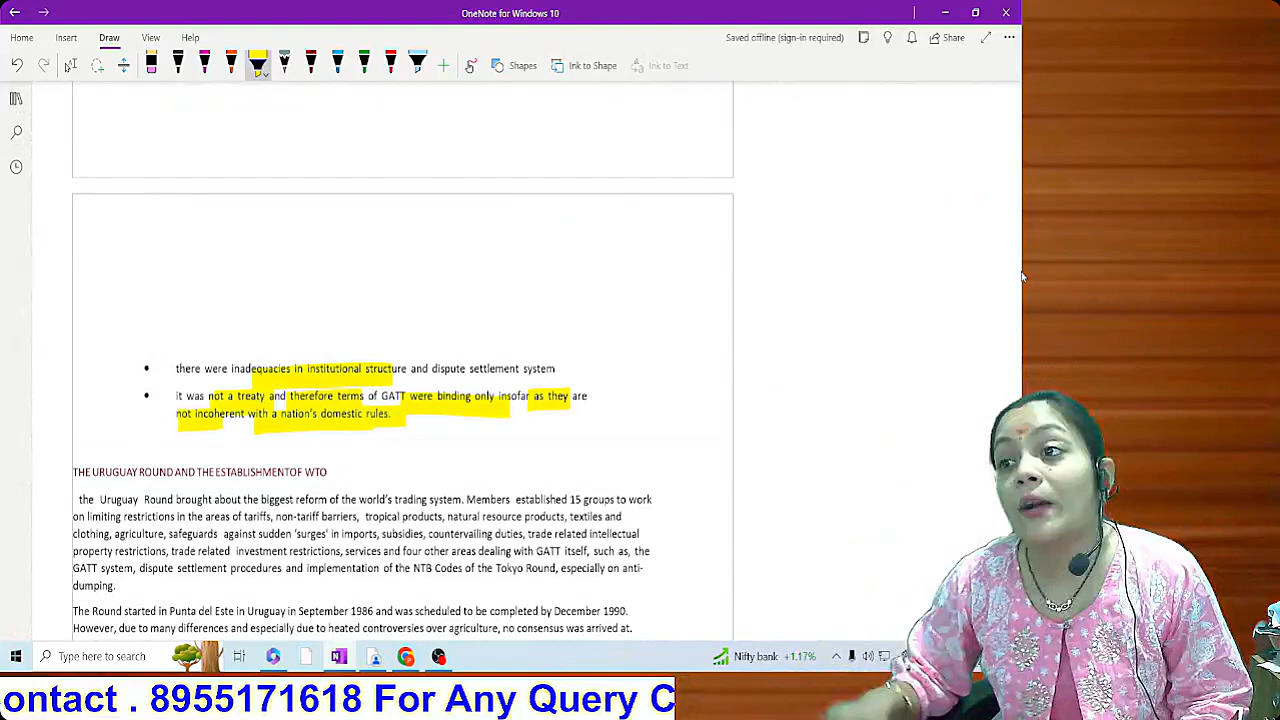 OneNote for Windows 10
Home Insert Draw View Help
Saved offline (sign-in required) Share
Shapes Ink to Shape Ink to Text
• there were inadequacies in institutional structure and dispute settlement system
• it was not a treaty and therefore terms of GATT were binding only insofar as they are
not incoherent with a nation's domestic rules.
THE URUGUAY ROUND AND THE ESTABLISHMENT OF WTO
the Uruguay Round brought about the biggest reform of the world's trading system. Members established 15 groups to work
on limiting restrictions in the areas of tariffs, non-tariff barriers, tropical products, natural resource products, textiles and
clothing, agriculture, safeguards against sudden 'surges' in imports, subsidies, countervailing duties, trade related intellectual
property restrictions, trade related investment restrictions, services and four other areas dealing with GATT itself, such as, the
GATT system, dispute settlement procedures and implementation of the NTB Codes of the Tokyo Round, especially on anti-
dumping.
The Round started in Punta del Este in Uruguay in September 1986 and was scheduled to be completed by December 1990.
However, due to many differences and especially due to heated controversies over agriculture, no consensus was arrived at.
Type here to search
Nifty bank +1.17%
ontact . 8955171618 For Any Query C